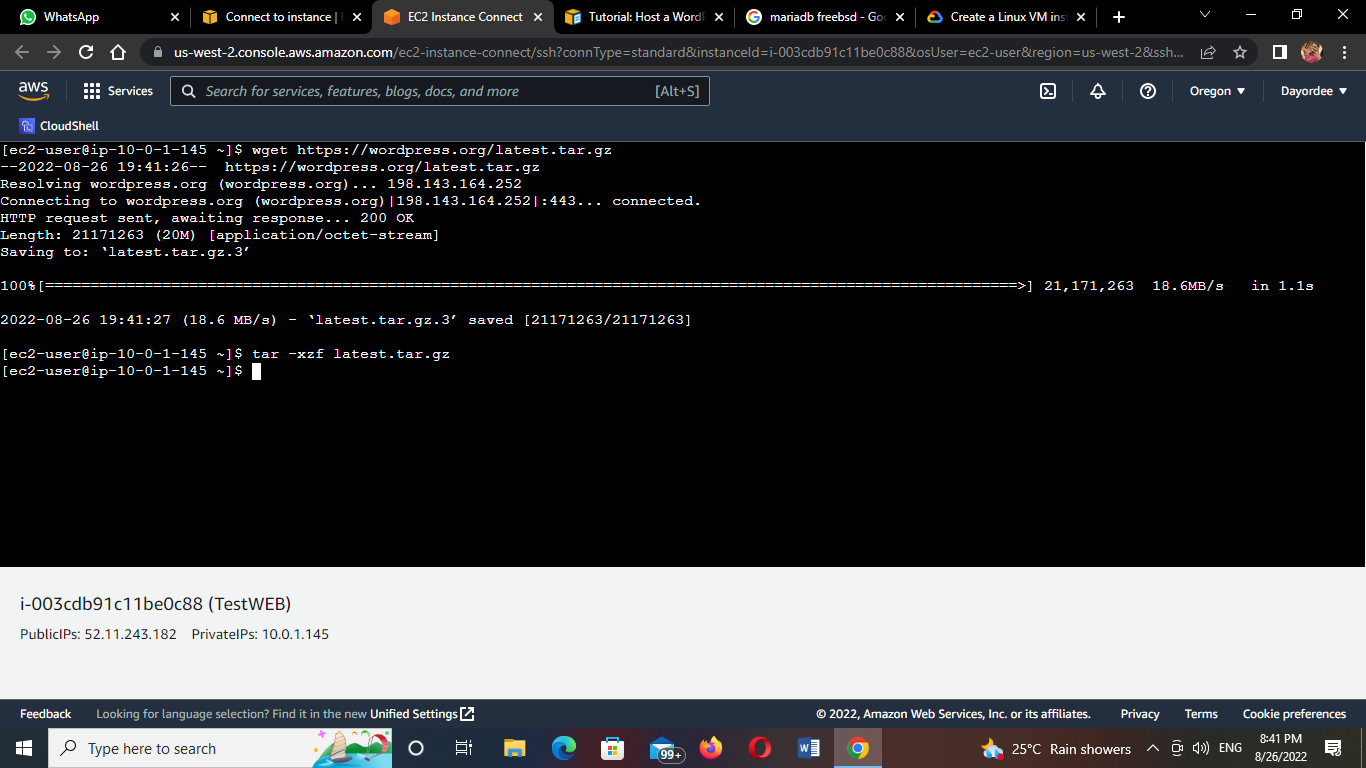 WhatsApp
Connect to instance | E
EC2 Instance Connect
Tutorial: Host a WordP
mariadb freebsd - Goo
Create a Linux VM inst
us-west-2.console.aws.amazon.com/ec2-instance-connect/ssh?connType=standard&instanceId=i-003cdb91c11be0c88&osUser=ec2-user&region=us-west-2&ssh...
aws
Services
Search for services, features, blogs, docs, and more
[Alt+S]
Oregon
Dayordee
CloudShell
[ec2-user@ip-10-0-1-145 ~]$ wget https://wordpress.org/latest.tar.gz
--2022-08-26 19:41:26--  https://wordpress.org/latest.tar.gz
Resolving wordpress.org (wordpress.org)... 198.143.164.252
Connecting to wordpress.org (wordpress.org)|198.143.164.252|:443... connected.
HTTP request sent, awaiting response... 200 OK
Length: 21171263 (20M) [application/octet-stream]
Saving to: ‘latest.tar.gz.3’
100%[============================================================================================================>] 21,171,263  18.6MB/s   in 1.1s
2022-08-26 19:41:27 (18.6 MB/s) - ‘latest.tar.gz.3’ saved [21171263/21171263]
[ec2-user@ip-10-0-1-145 ~]$ tar -xzf latest.tar.gz
[ec2-user@ip-10-0-1-145 ~]$
i-003cdb91c11be0c88 (TestWEB)
PublicIPs: 52.11.243.182 PrivateIPs: 10.0.1.145
Feedback
Looking for language selection? Find it in the new Unified Settings
© 2022, Amazon Web Services, Inc. or its affiliates.
Privacy
Terms
Cookie preferences
Type here to search
99+
25°C Rain showers
ENG
8:41 PM
8/26/2022